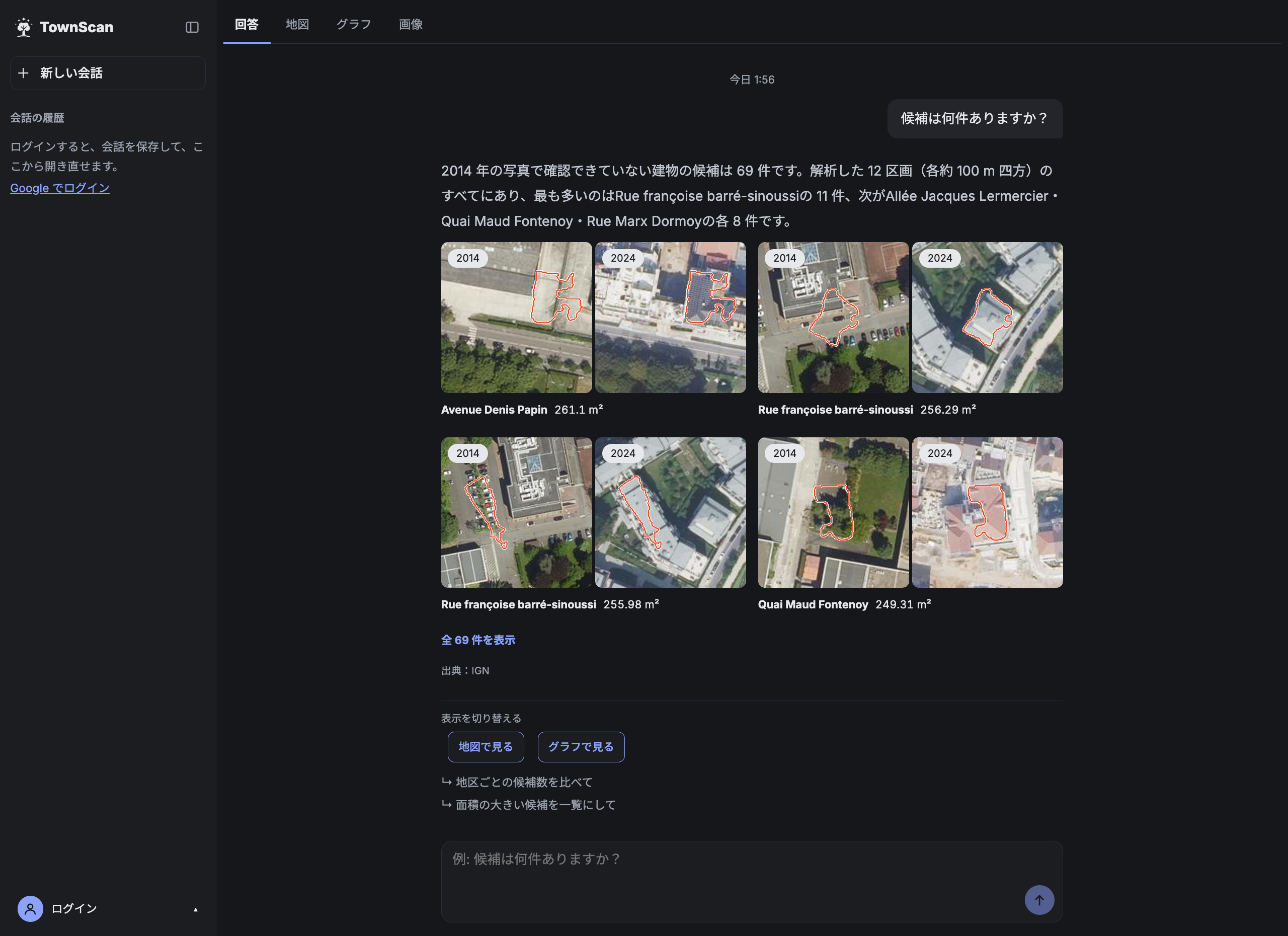 TownScan
新しい会話
会話の履歴
ログインすると、会話を保存して、こ
こから開き直せます。
Google でログイン
回答
地図
グラフ
画像
今日 1:56
候補は何件ありますか？
2014 年の写真で確認できていない建物の候補は 69 件です。解析した 12 区画（各約 100 m 四方）の
すべてにあり、最も多いのはRue françoise barré-sinoussiの 11 件、次がAllée Jacques Lermercier・
Quai Maud Fontenoy・Rue Marx Dormoyの各 8 件です。
2014
2024
2014
2024
Avenue Denis Papin 261.1 m²
Rue françoise barré-sinoussi 256.29 m²
2014
2024
2014
2024
Rue françoise barré-sinoussi 255.98 m²
Quai Maud Fontenoy 249.31 m²
全 69 件を表示
出典：IGN
表示を切り替える
地図で見る
グラフで見る
地区ごとの候補数を比べて
面積の大きい候補を一覧にして
例: 候補は何件ありますか？
ログイン